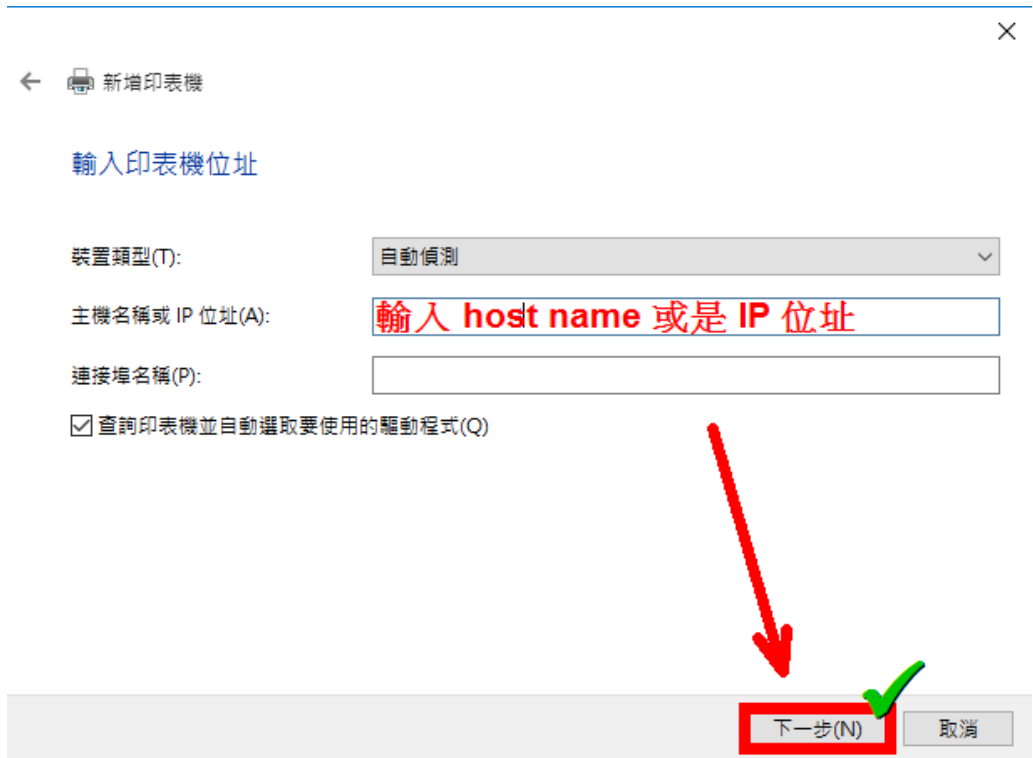 新增印表機
輸入印表機位址
裝置類型(T): 自動偵測
主機名稱或 IP 位址(A): 輸入 host name 或是 IP 位址
連接埠名稱(P):
查詢印表機並自動選取要使用的驅動程式(Q)
下一步(N) 取消